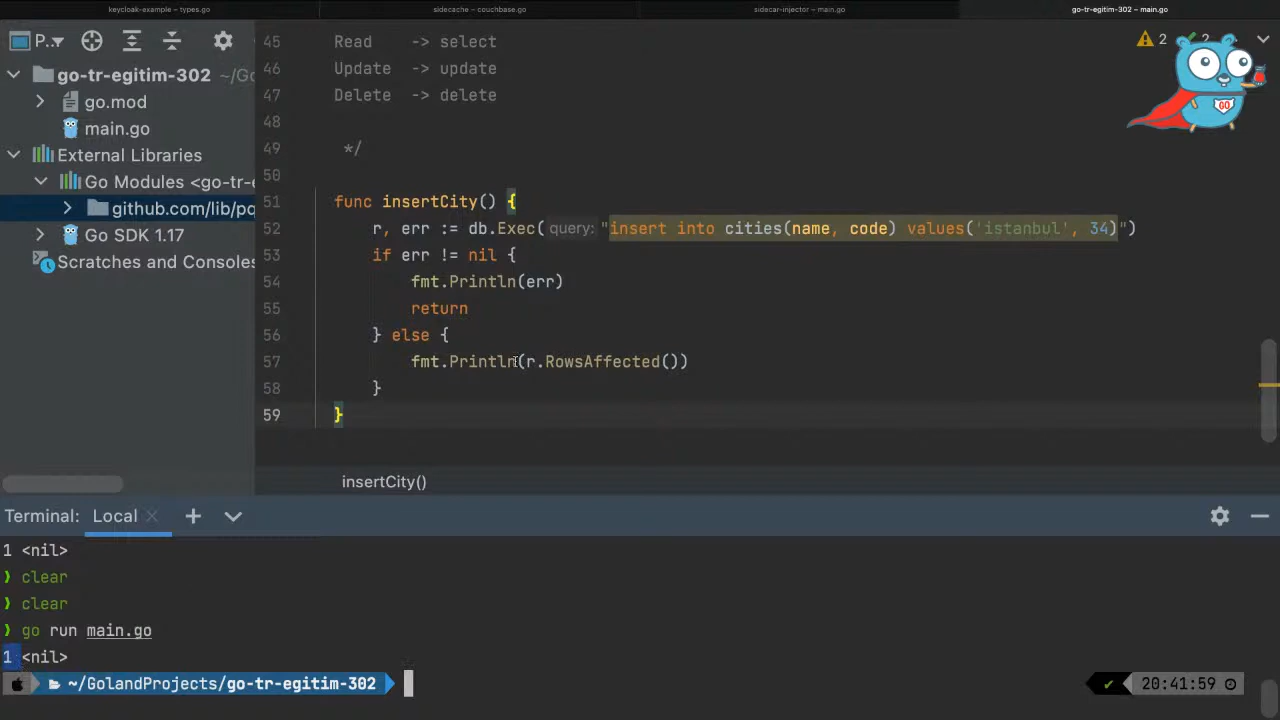 keycloak-example – types.go
sidecache – couchbase.go
sidecar-injector – main.go
go-tr-egitim-302 – main.go
P..
2
2
go-tr-egitim-302 ~/Go
go.mod
main.go
External Libraries
Go Modules <go-tr-e
github.com/lib/pq
Go SDK 1.17
Scratches and Consoles
45 Read -> select
46 Update -> update
47 Delete -> delete
48
49 */
50
51 func insertCity() {
52 r, err := db.Exec( query: "insert into cities(name, code) values('istanbul', 34)")
53 if err != nil {
54 fmt.Println(err)
55 return
56 } else {
57 fmt.Println(r.RowsAffected())
58 }
59 }
insertCity()
GO
Terminal: Local
1 <nil>
❯ clear
❯ clear
❯ go run main.go
1 <nil>
~/GolandProjects/go-tr-egitim-302
✔ 20:41:59